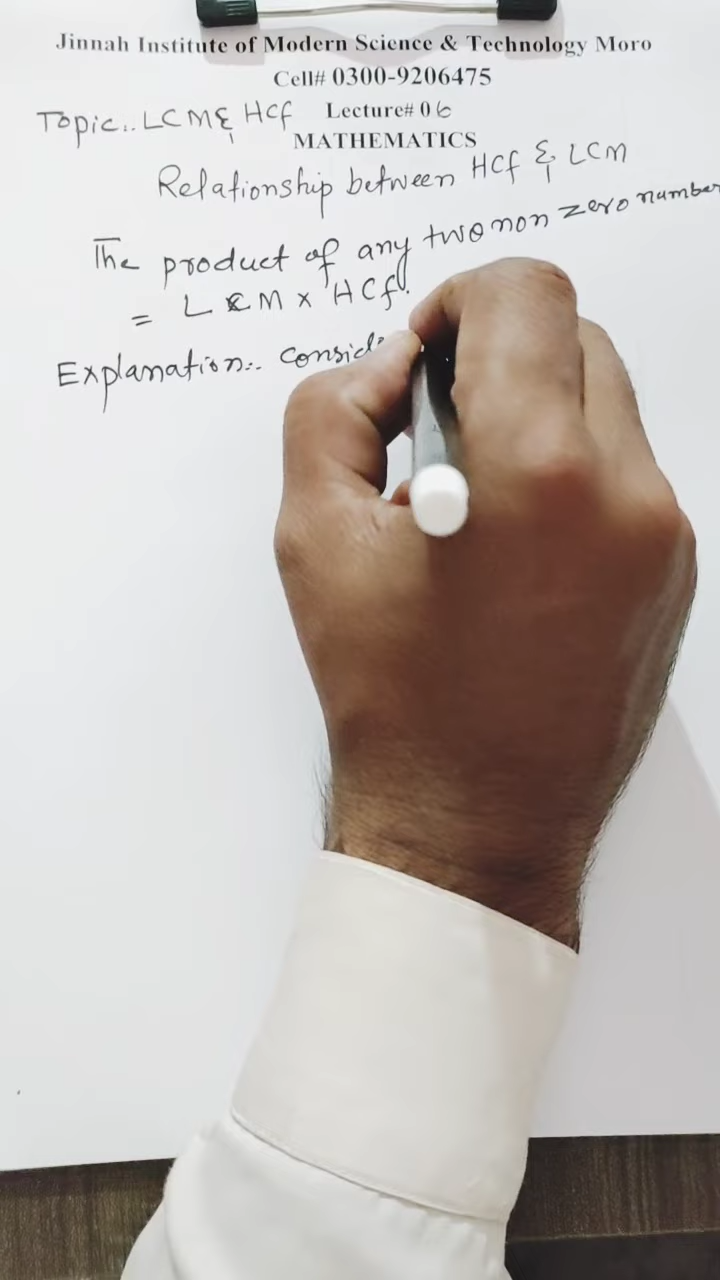 Jinnah Institute of Modern Science & Technology Moro
Cell# 0300-9206475
Topic:. LCM & HCf Lecture# 06
MATHEMATICS
Relationship between HCf & LCM
The product of any two non zero number
= LCM x HCf.
Explanation:. Consid